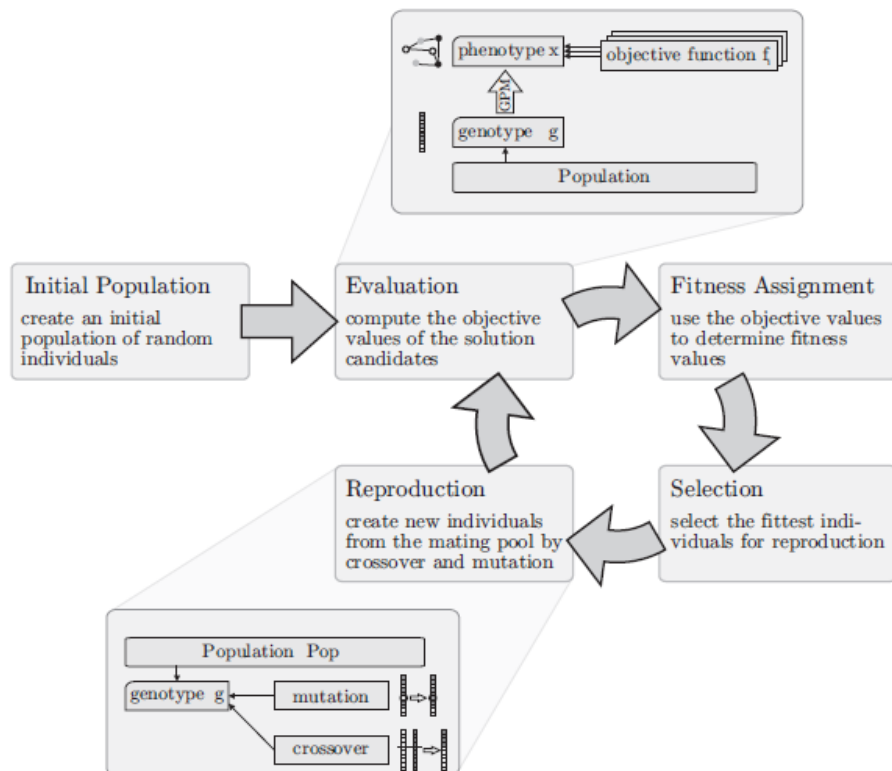 phenotype x
objective function fᵢ
GPM
genotype g
Population
Initial Population
create an initial
population of random
individuals
Evaluation
compute the objective
values of the solution
candidates
Fitness Assignment
use the objective values
to determine fitness
values
Reproduction
create new individuals
from the mating pool by
crossover and mutation
Selection
select the fittest indi-
viduals for reproduction
Population Pop
genotype g
mutation
crossover